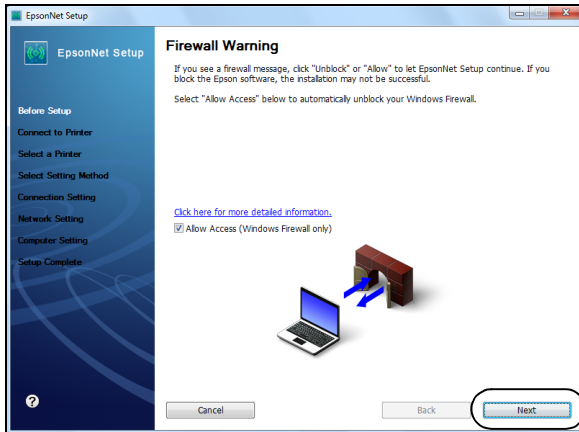 EpsonNet Setup
EpsonNet Setup
Before Setup
Connect to Printer
Select a Printer
Select Setting Method
Connection Setting
Network Setting
Computer Setting
Setup Complete
?
Firewall Warning
If you see a firewall message, click "Unblock" or "Allow" to let EpsonNet Setup continue. If you
block the Epson software, the installation may not be successful.
Select "Allow Access" below to automatically unblock your Windows Firewall.
Click here for more detailed information.
Allow Access (Windows Firewall only)
Cancel
Back
Next